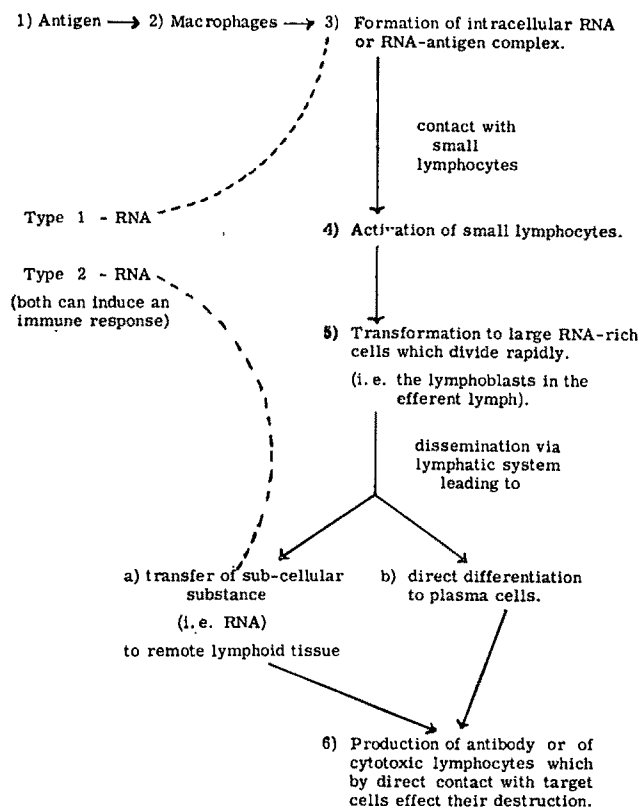 1) Antigen → 2) Macrophages → 3) Formation of intracellular RNA
or RNA-antigen complex.
contact with
small
lymphocytes
Type 1 - RNA
4) Activation of small lymphocytes.
Type 2 - RNA
(both can induce an
immune response)
5) Transformation to large RNA-rich
cells which divide rapidly.
(i.e. the lymphoblasts in the
efferent lymph).
dissemination via
lymphatic system
leading to
a) transfer of sub-cellular
substance
(i.e. RNA)
to remote lymphoid tissue
b) direct differentiation
to plasma cells.
6) Production of antibody or of
cytotoxic lymphocytes which
by direct contact with target
cells effect their destruction.